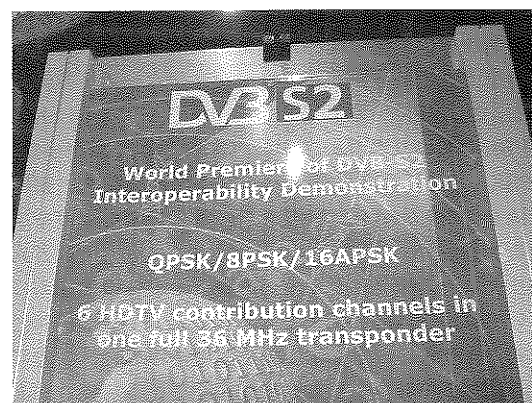 DVB S2
World Premiere of DVB-S2
Interoperability Demonstration
QPSK/8PSK/16APSK
6 HDTV contribution channels in
one full 36 MHz transponder